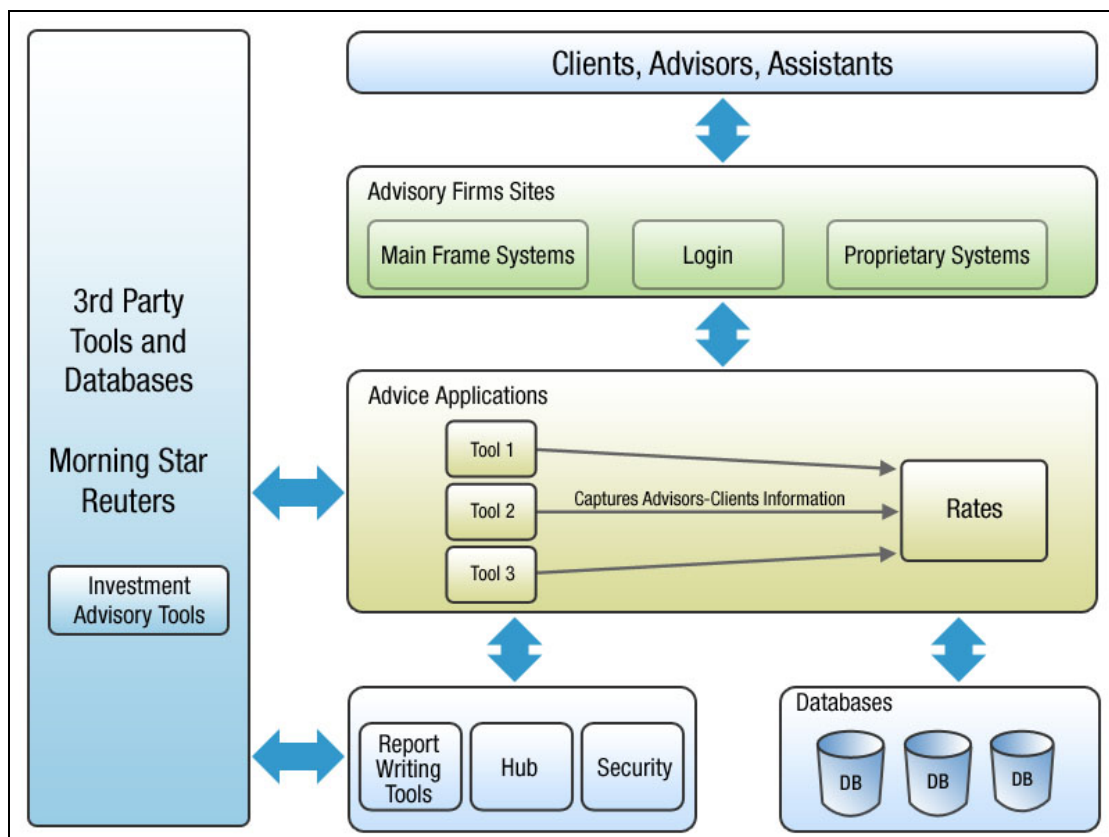 Clients, Advisors, Assistants
Advisory Firms Sites
Main Frame Systems
Login
Proprietary Systems
3rd Party
Tools and
Databases
Morning Star
Reuters
Investment
Advisory Tools
Advice Applications
Tool 1
Tool 2
Tool 3
Captures Advisors-Clients Information
Rates
Report
Writing
Tools
Hub
Security
Databases
DB
DB
DB